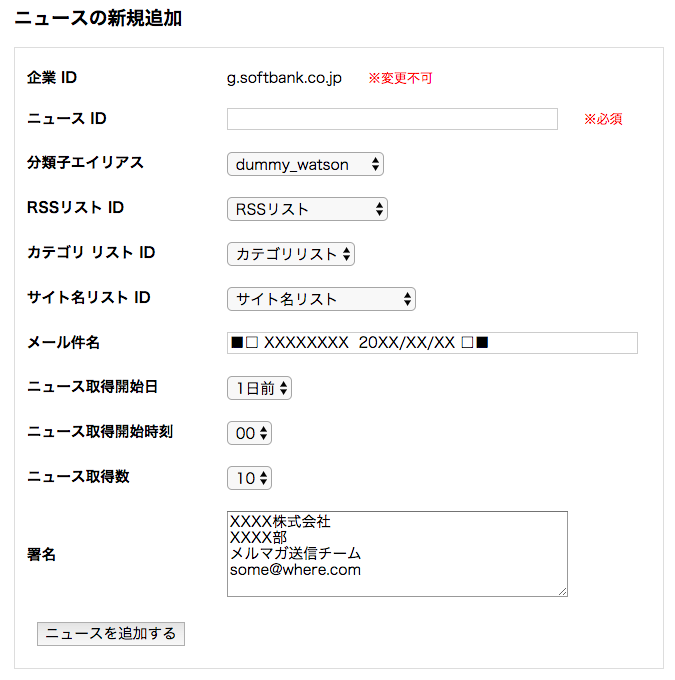 ニュースの新規追加
企業 ID g.softbank.co.jp ※変更不可
ニュース ID ※必須
分類子エイリアス dummy_watson
RSSリスト ID RSSリスト
カテゴリ リスト ID カテゴリリスト
サイト名リスト ID サイト名リスト
メール件名 ■□ XXXXXXXX 20XX/XX/XX □■
ニュース取得開始日 1日前
ニュース取得開始時刻 00
ニュース取得数 10
署名
XXXX株式会社
XXXX部
メルマガ送信チーム
some@where.com
ニュースを追加する